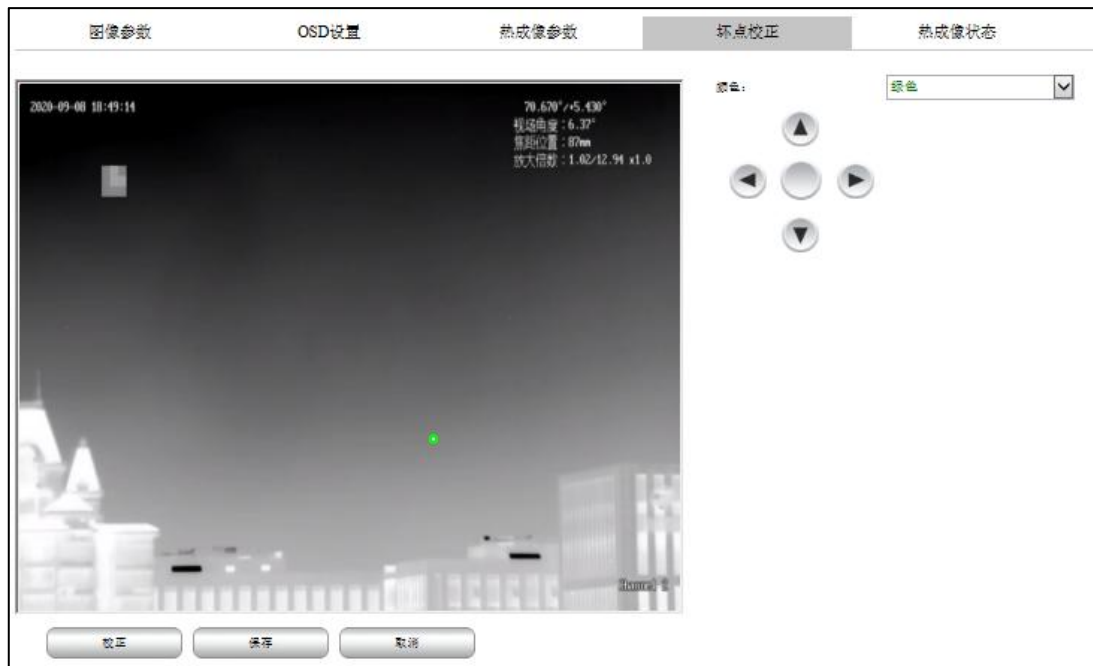 图像参数
OSD设置
热成像参数
坏点校正
热成像状态
2020-09-08 18:49:14
70.670°/+5.430°
视场角度：6.37°
焦距位置：87mm
放大倍数：1.02/12.94 x1.0
颜色：
绿色
Channel-2
校正
保存
取消